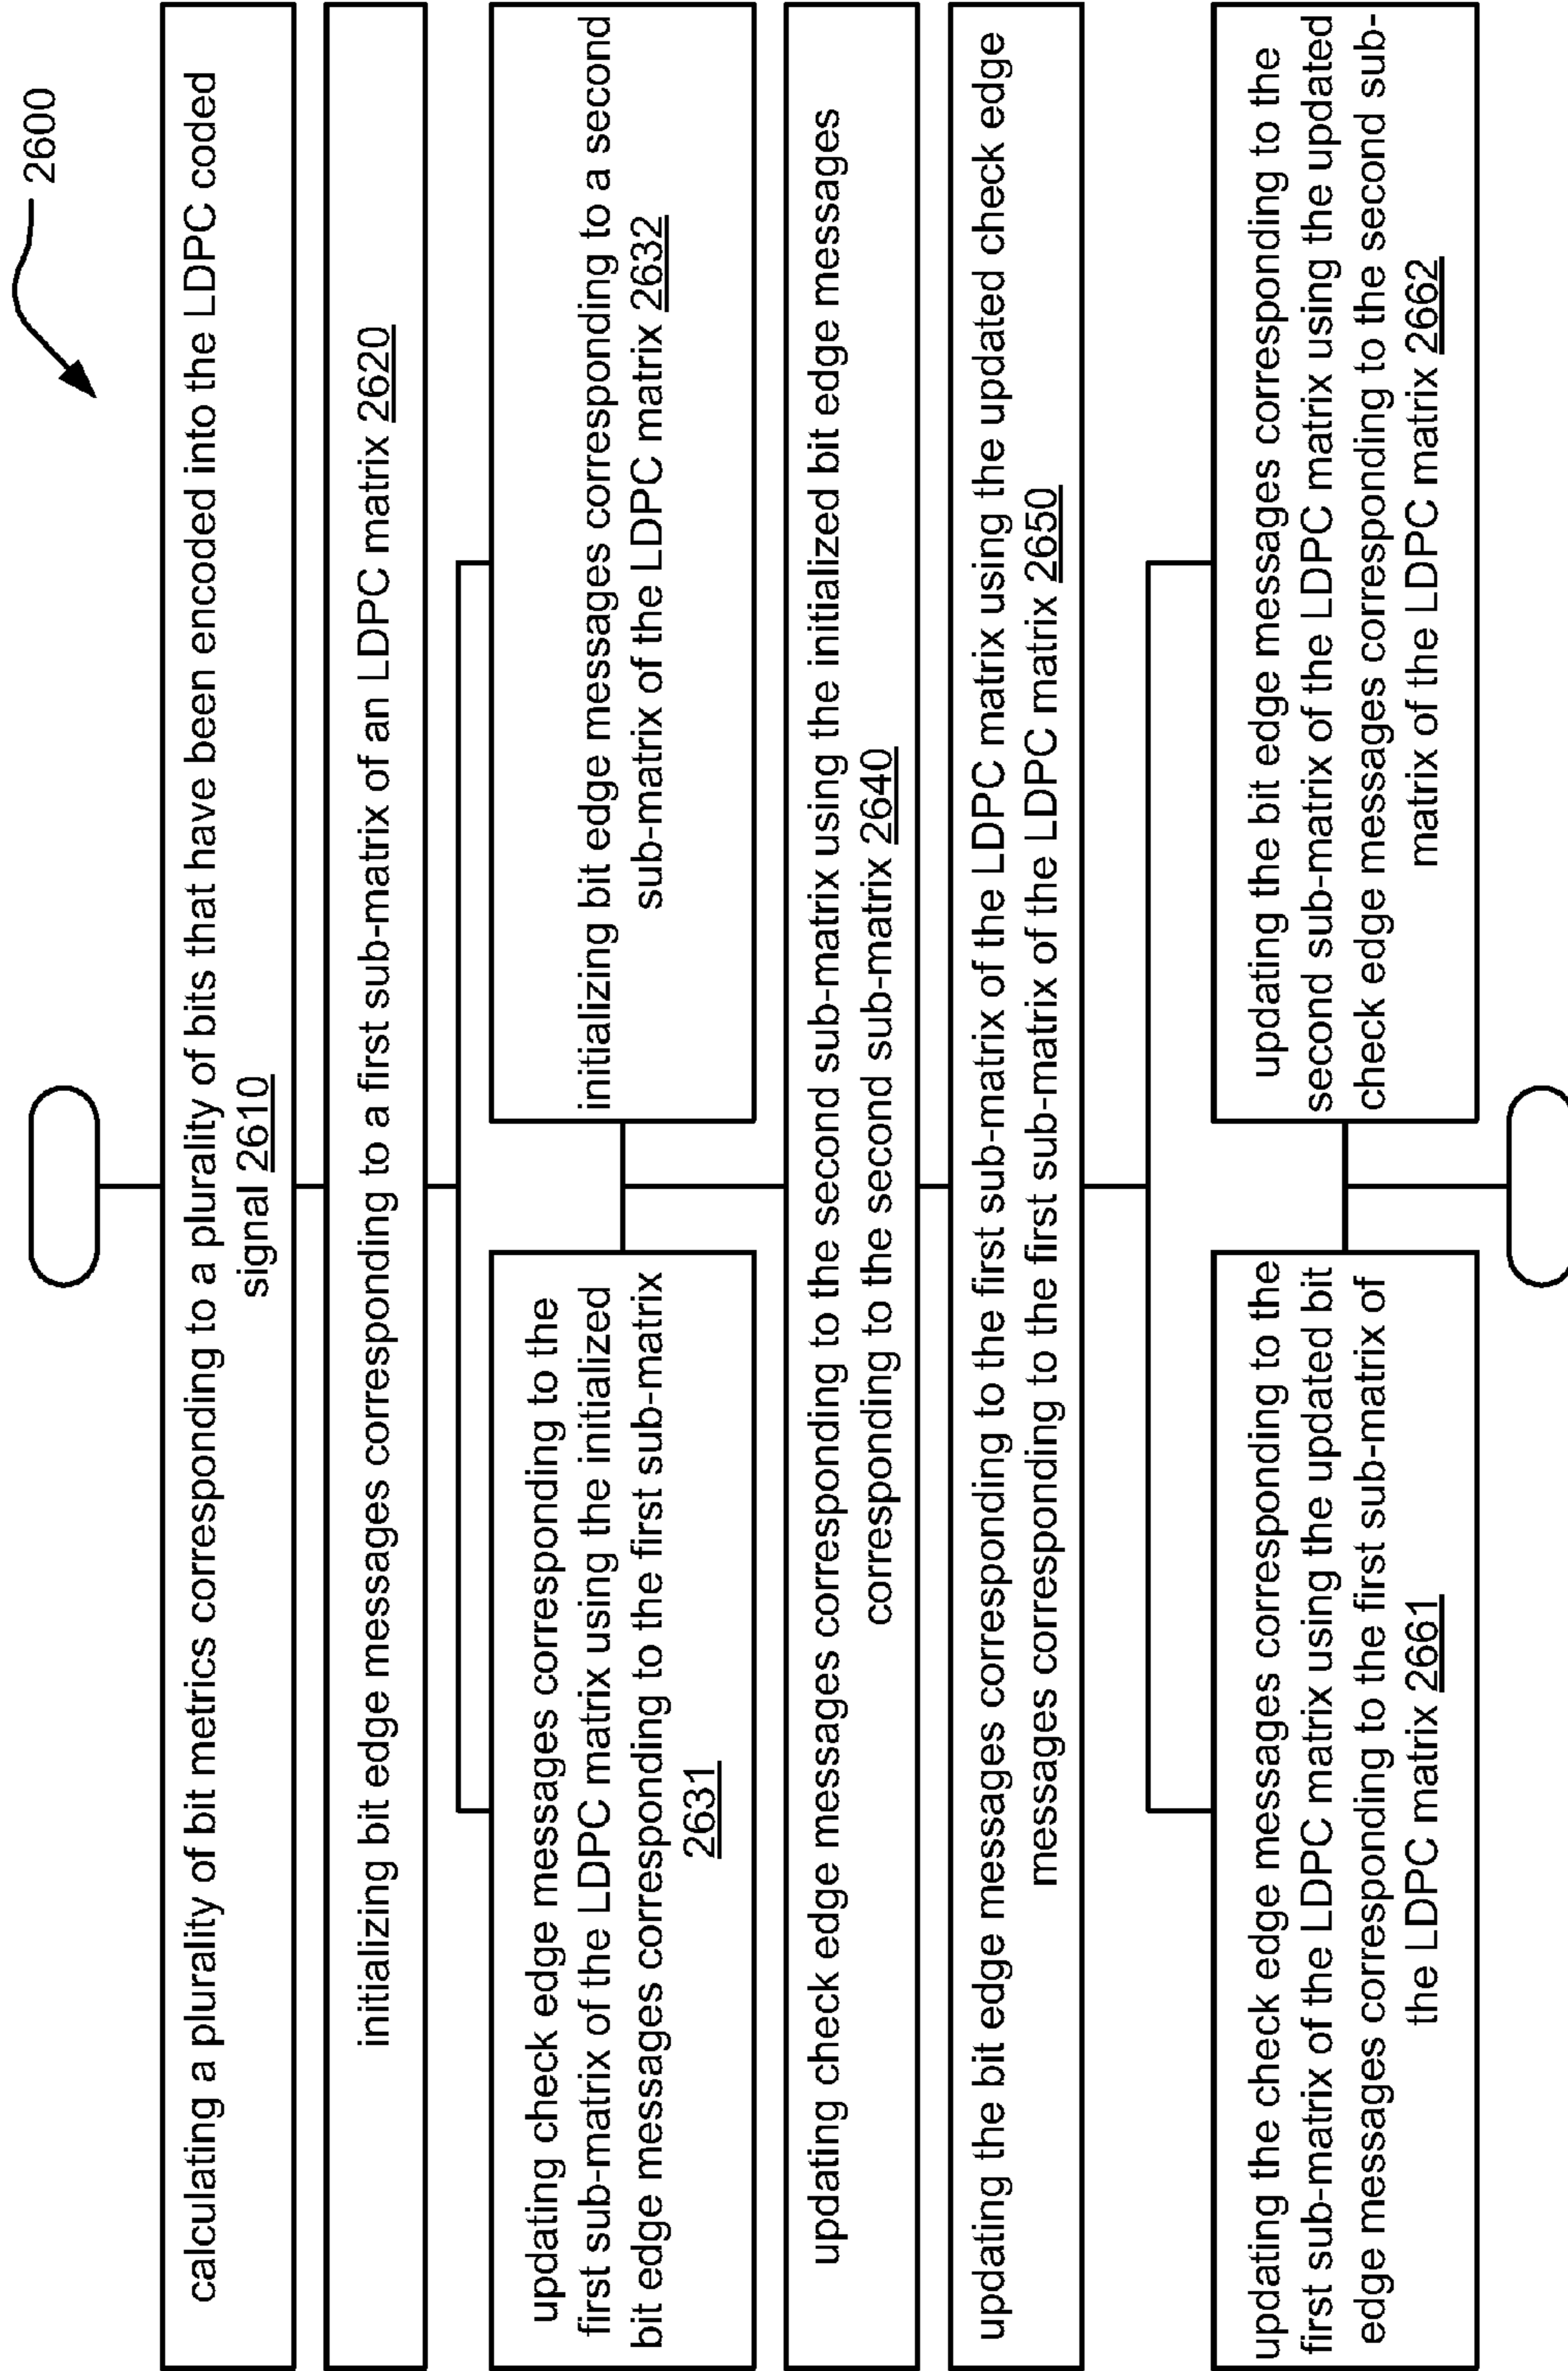 2600
calculating a plurality of bit metrics corresponding to a plurality of bits that have been encoded into the LDPC coded
signal 2610
initializing bit edge messages corresponding to a first sub-matrix of an LDPC matrix 2620
updating check edge messages corresponding to the
first sub-matrix of the LDPC matrix using the initialized
bit edge messages corresponding to the first sub-matrix
2631
initializing bit edge messages corresponding to a second
sub-matrix of the LDPC matrix 2632
updating check edge messages corresponding to the second sub-matrix using the initialized bit edge messages
corresponding to the second sub-matrix 2640
updating the bit edge messages corresponding to the first sub-matrix of the LDPC matrix using the updated check edge
messages corresponding to the first sub-matrix of the LDPC matrix 2650
updating the check edge messages corresponding to the
first sub-matrix of the LDPC matrix using the updated bit
edge messages corresponding to the first sub-matrix of
the LDPC matrix 2661
updating the bit edge messages corresponding to the
second sub-matrix of the LDPC matrix using the updated
check edge messages corresponding to the second sub-
matrix of the LDPC matrix 2662